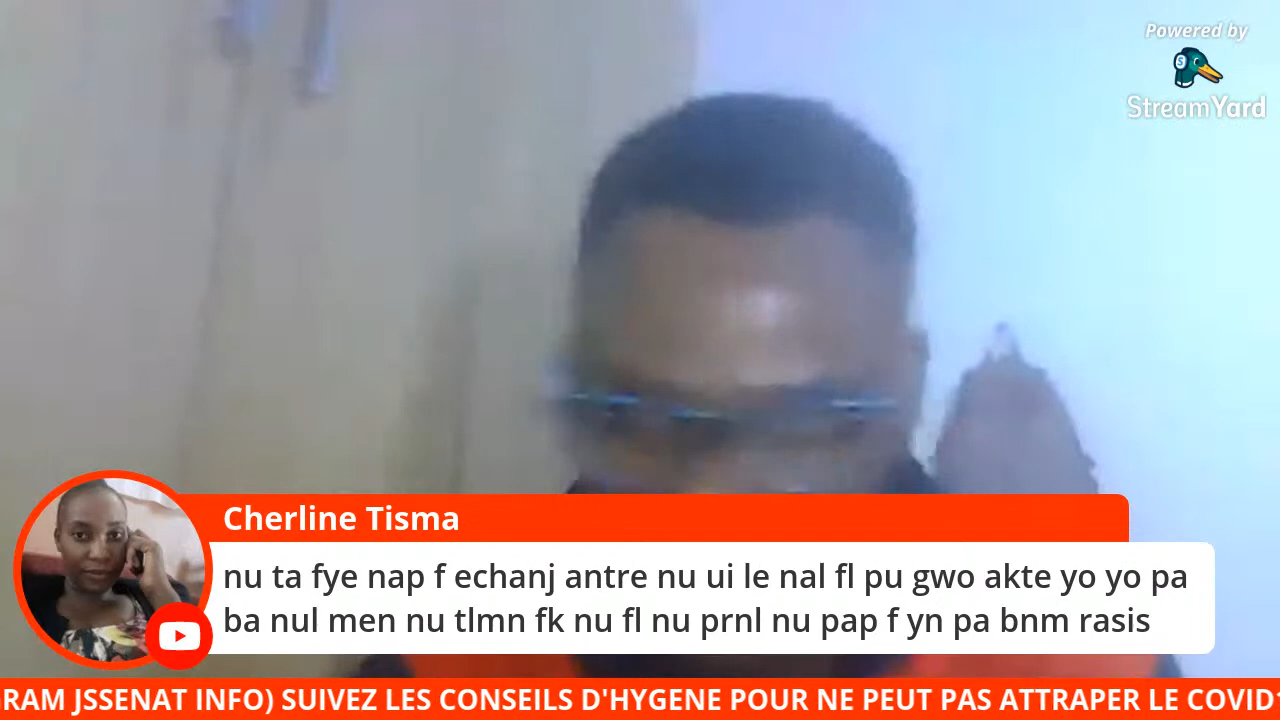 Powered by
StreamYard
Cherline Tisma
nu ta fye nap f echanj antre nu ui le nal fl pu gwo akte yo yo pa
ba nul men nu tlmn fk nu fl nu prnl nu pap f yn pa bnm rasis
GRAM JSSENAT INFO) SUIVEZ LES CONSEILS D'HYGENE POUR NE PEUT PAS ATTRAPER LE COVID